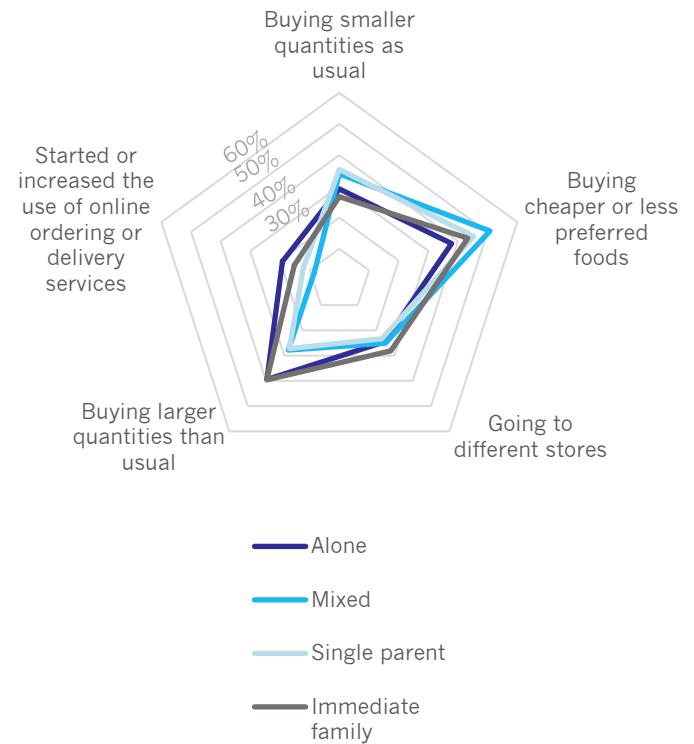 Buying smaller
quantities as
usual
60%
50%
40%
30%
Started or
increased the
use of online
ordering or
delivery
services
Buying
cheaper or less
preferred
foods
Buying larger
quantities than
usual
Going to
different stores
Alone
Mixed
Single parent
Immediate
family